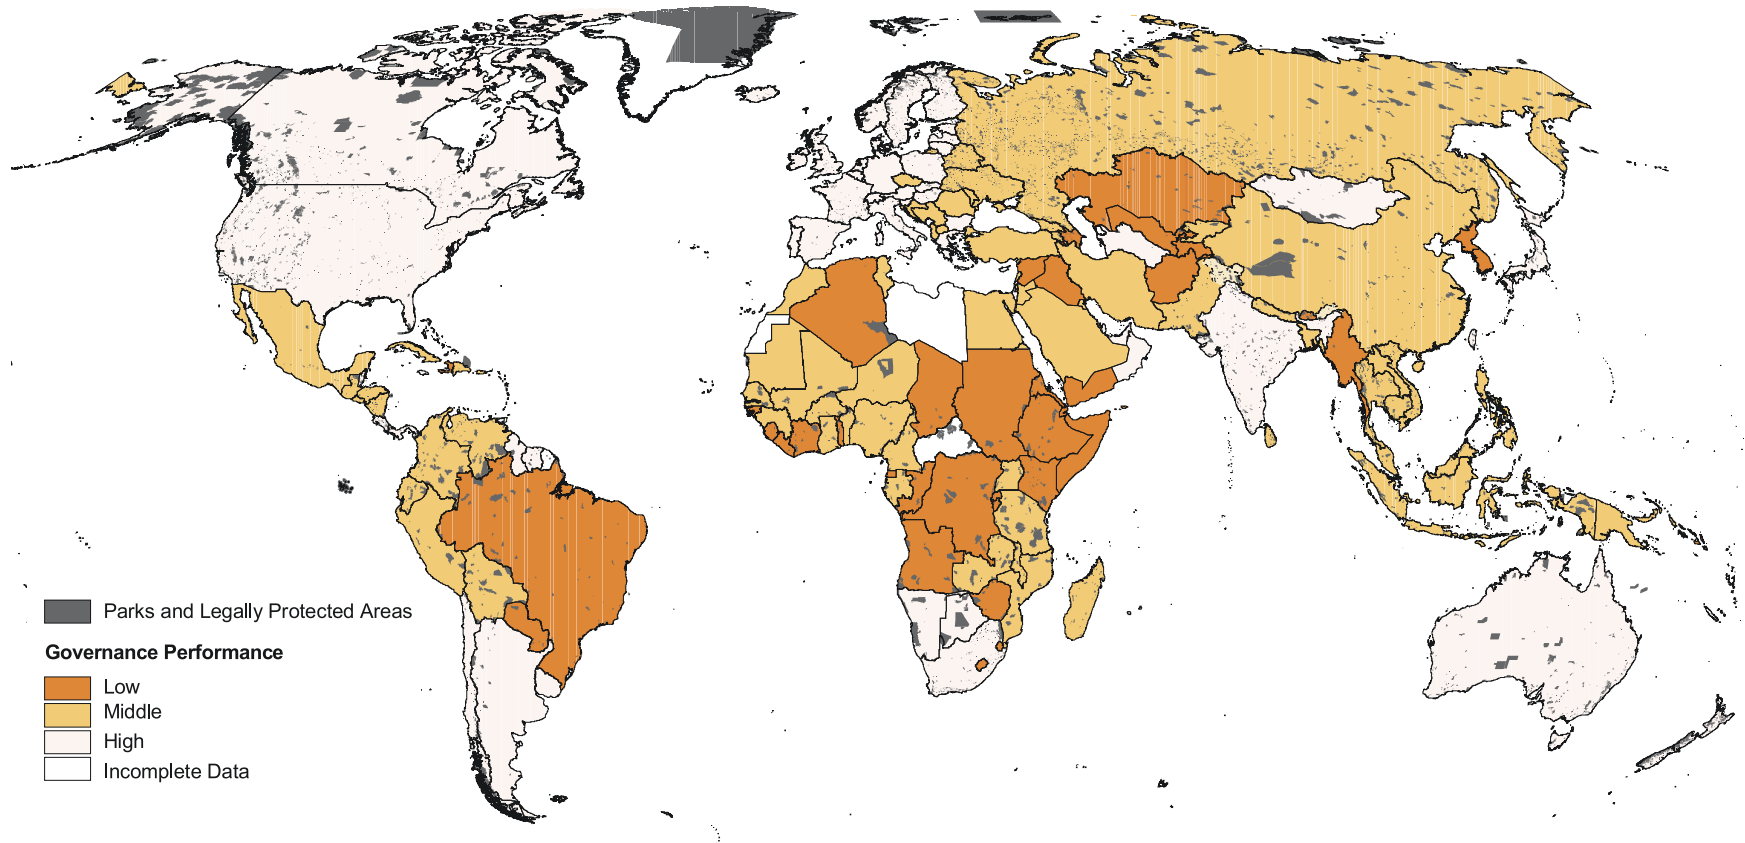 Parks and Legally Protected Areas
Governance Performance
Low
Middle
High
Incomplete Data